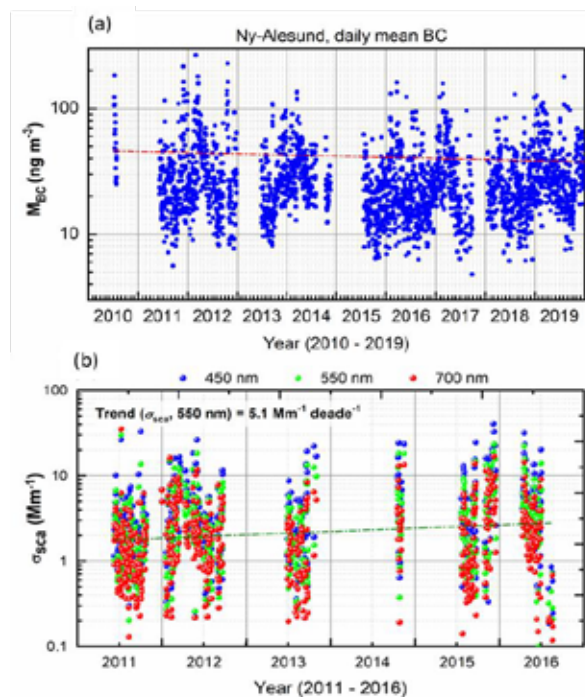 (a)
Ny-Alesund, daily mean BC
M_BC (ng m⁻³)
100
10
2010 2011 2012 2013 2014 2015 2016 2017 2018 2019
Year (2010 - 2019)
(b)
450 nm 550 nm 700 nm
Trend (σsca, 550 nm) = 5.1 Mm⁻¹ deade⁻¹
σsca (Mm⁻¹)
100
10
1
0.1
2011 2012 2013 2014 2015 2016
Year (2011 - 2016)